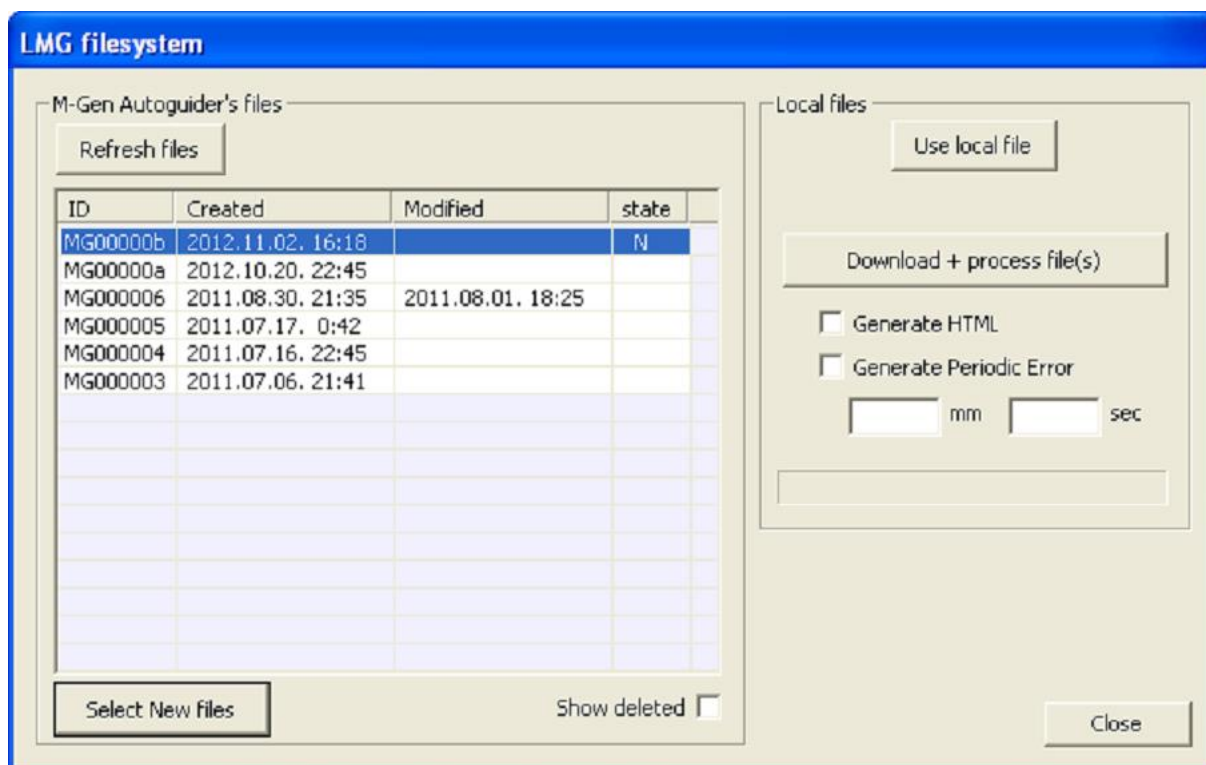 LMG filesystem
M-Gen Autoguider's files
Refresh files
ID Created Modified state
MG00000b 2012.11.02. 16:18 N
MG00000a 2012.10.20. 22:45
MG000006 2011.08.30. 21:35 2011.08.01. 18:25
MG000005 2011.07.17. 0:42
MG000004 2011.07.16. 22:45
MG000003 2011.07.06. 21:41
Select New files
Show deleted
Local files
Use local file
Download + process file(s)
Generate HTML
Generate Periodic Error
mm sec
Close